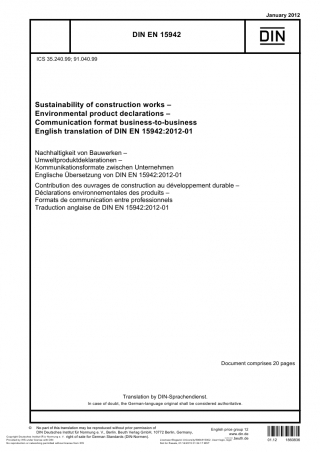 January 2012
DIN EN 15942
DIN
ICS 35.240.99; 91.040.99
Sustainability of construction works –
Environmental product declarations –
Communication format business-to-business
English translation of DIN EN 15942:2012-01
Nachhaltigkeit von Bauwerken –
Umweltproduktdeklarationen –
Kommunikationsformate zwischen Unternehmen
Englische Übersetzung von DIN EN 15942:2012-01
Contribution des ouvrages de construction au développement durable –
Déclarations environnementales des produits –
Formats de communication entre professionnels
Traduction anglaise de DIN EN 15942:2012-01
Document comprises 20 pages
Translation by DIN-Sprachendienst.
In case of doubt, the German-language original shall be considered authoritative.
© No part of this translation may be reproduced without prior permission of
DIN Deutsches Institut für Normung e. V., Berlin. Beuth Verlag GmbH, 10772 Berlin, Germany,
right of sale for German Standards (DIN-Normen).
English price group 12
www.din.de
www.beuth.de